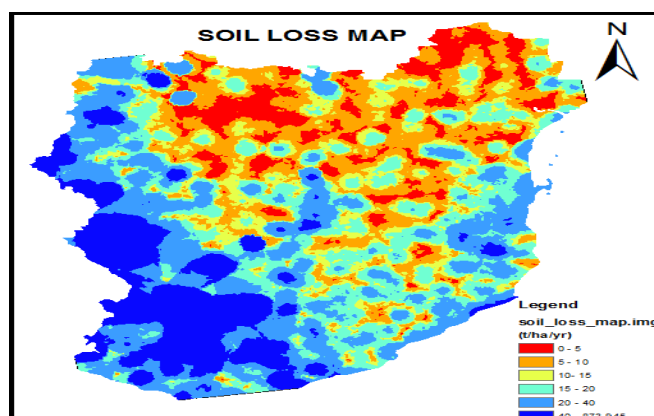 SOIL LOSS MAP
N
Legend
soil_loss_map.img
(t/ha/yr)
0 - 5
5 - 10
10- 15
15 - 20
20 - 40